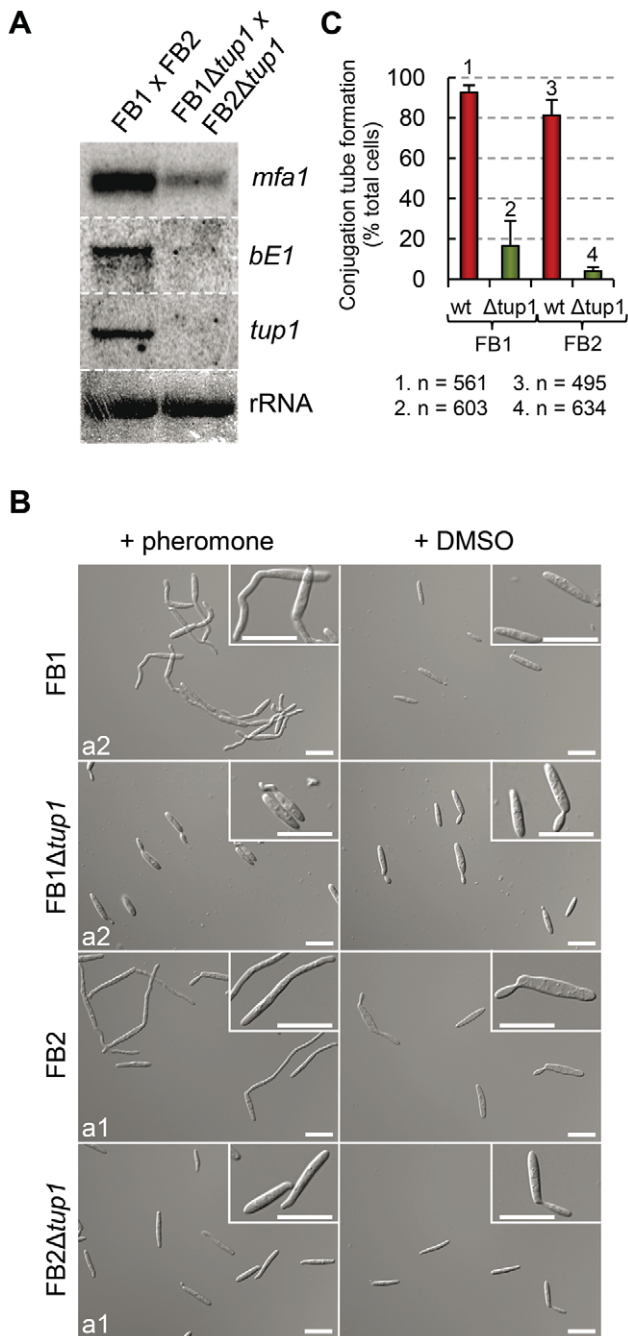 A
FB1 x FB2
FB1Δtup1 x
FB2Δtup1
mfa1
bE1
tup1
rRNA
C
Conjugation tube formation
(% total cells)
100
80
60
40
20
0
1
2
3
4
wt Δtup1 wt Δtup1
FB1 FB2
1. n = 561 3. n = 495
2. n = 603 4. n = 634
B
+ pheromone + DMSO
FB1
a2
FB1Δtup1
a2
FB2
a1
FB2Δtup1
a1